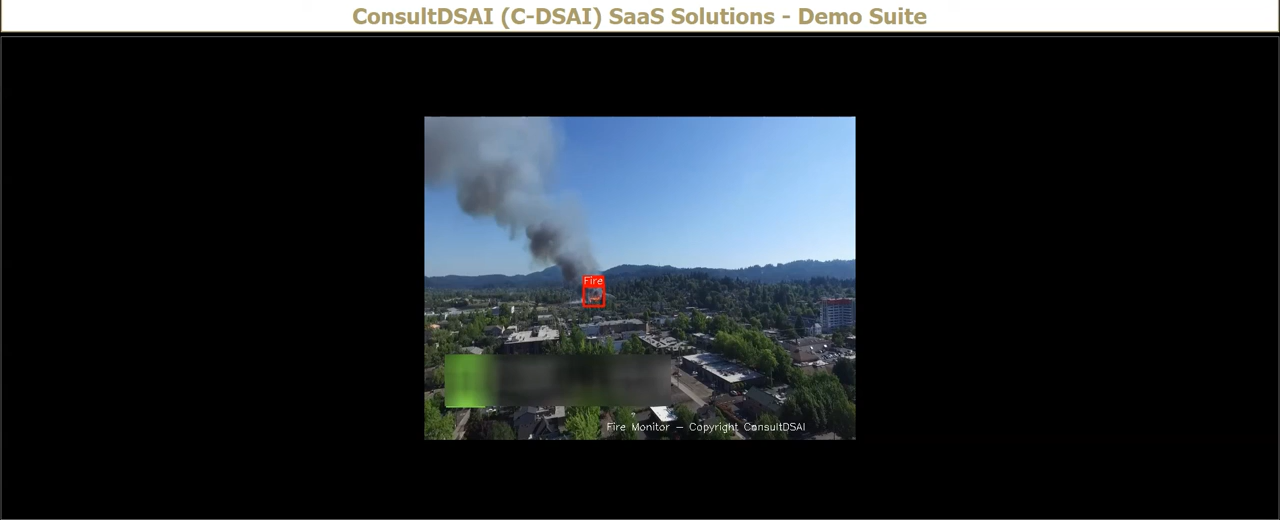 ConsultDSAI (C-DSAI) SaaS Solutions - Demo Suite
Fire
Fire Monitor - Copyright ConsultDSAI